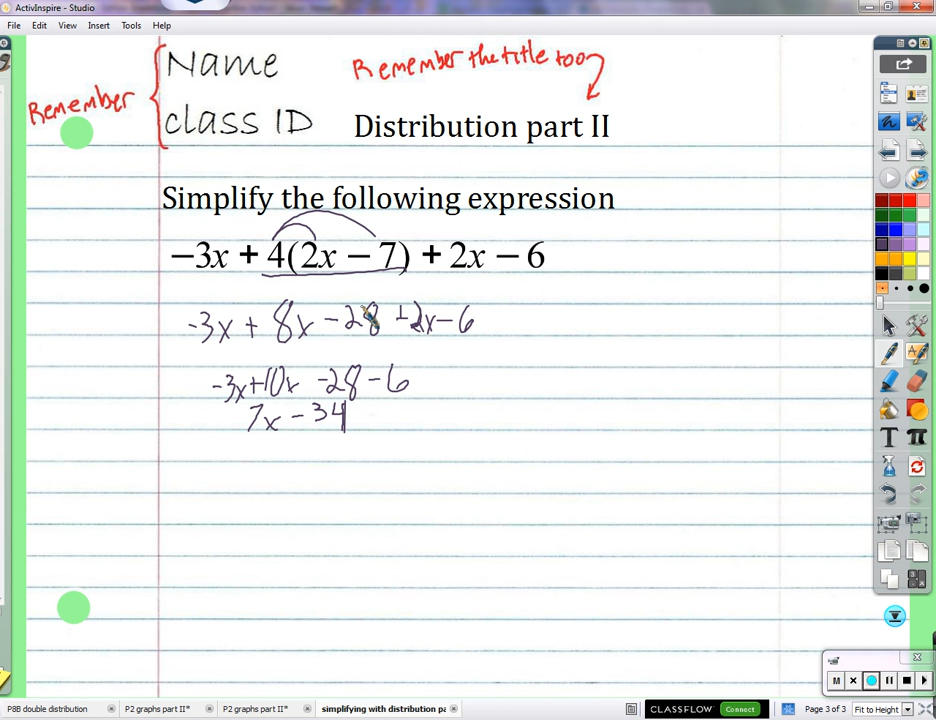 ActivInspire - Studio
File Edit View Insert Tools Help
Name
Remember the title too
Remember
class ID
Distribution part II
Simplify the following expression
−3x + 4(2x − 7) + 2x − 6
-3x + 8x - 28 + 2x - 6
-3x+10x -28 - 6
7x - 34
M
P8B double distribution
P2 graphs part II*
P2 graphs part II*
simplifying with distribution pa
CLASSFLOW Connect
Page 3 of 3
Fit to Height